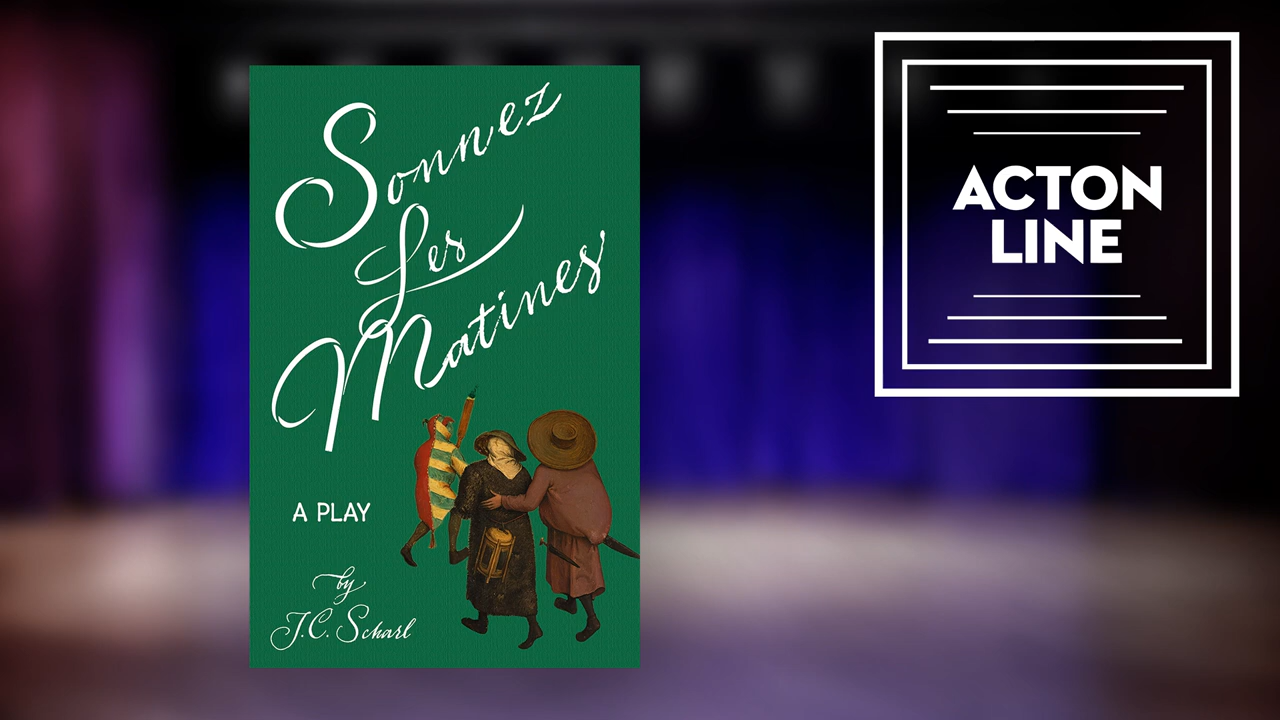 Sonnez
Les
Matines
A PLAY
by
J.C. Scharl
ACTON
LINE